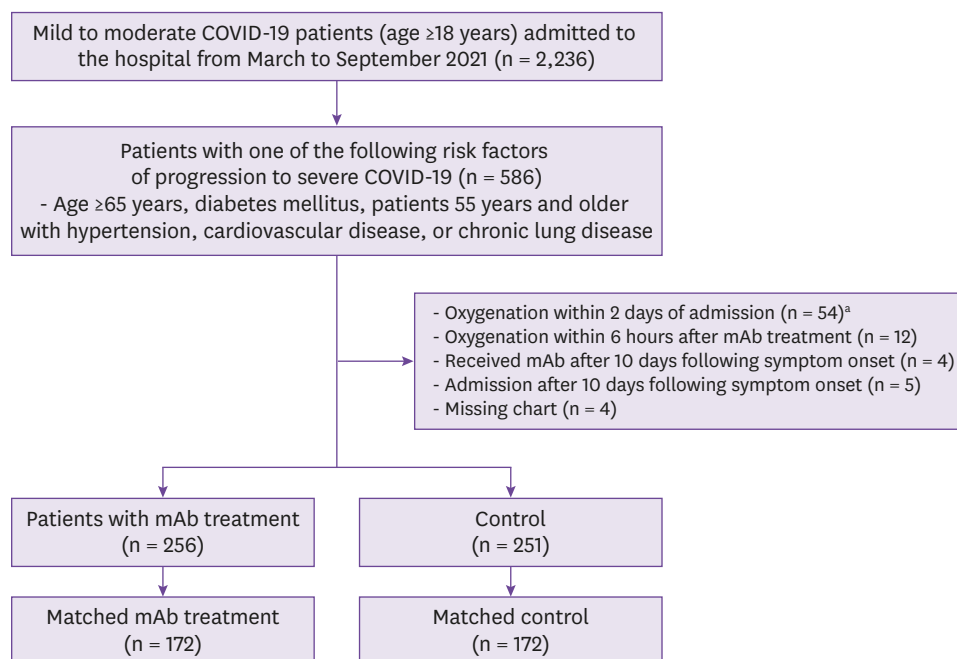 Mild to moderate COVID-19 patients (age ≥18 years) admitted to
the hospital from March to September 2021 (n = 2,236)
Patients with one of the following risk factors
of progression to severe COVID-19 (n = 586)
- Age ≥65 years, diabetes mellitus, patients 55 years and older
with hypertension, cardiovascular disease, or chronic lung disease
- Oxygenation within 2 days of admission (n = 54)ᵃ
- Oxygenation within 6 hours after mAb treatment (n = 12)
- Received mAb after 10 days following symptom onset (n = 4)
- Admission after 10 days following symptom onset (n = 5)
- Missing chart (n = 4)
Patients with mAb treatment
(n = 256)
Control
(n = 251)
Matched mAb treatment
(n = 172)
Matched control
(n = 172)